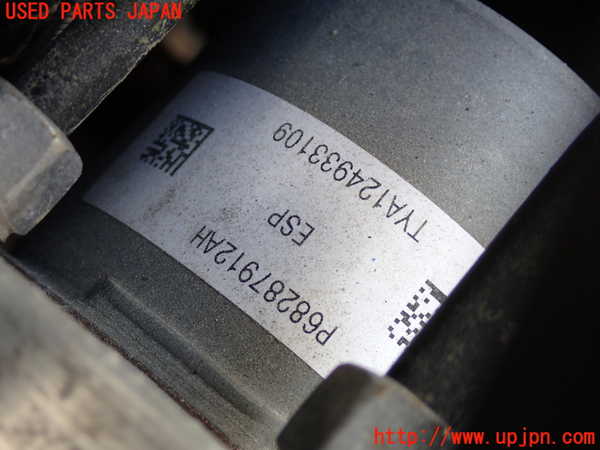 USED PARTS JAPAN
P68287912AH
ESP
TYA124933109
http://www.upjpn.com/